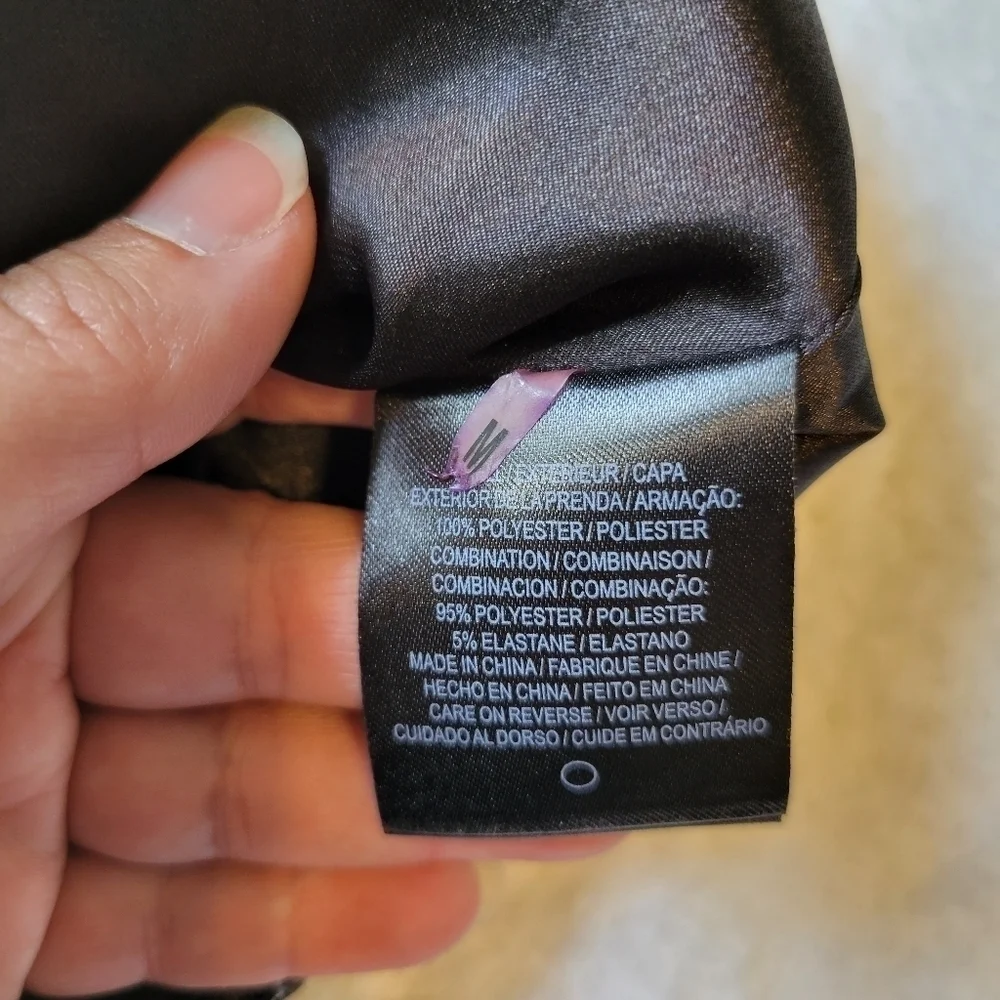 M
EXTÉRIEUR / CAPA
EXTERIOR DE LA PRENDA / ARMAÇÃO:
100% POLYESTER / POLIESTER
COMBINATION / COMBINAISON /
COMBINACION / COMBINAÇÃO:
95% POLYESTER / POLIESTER
5% ELASTANE / ELASTANO
MADE IN CHINA / FABRIQUE EN CHINE /
HECHO EN CHINA / FEITO EM CHINA
CARE ON REVERSE / VOIR VERSO /
CUIDADO AL DORSO / CUIDE EM CONTRÁRIO